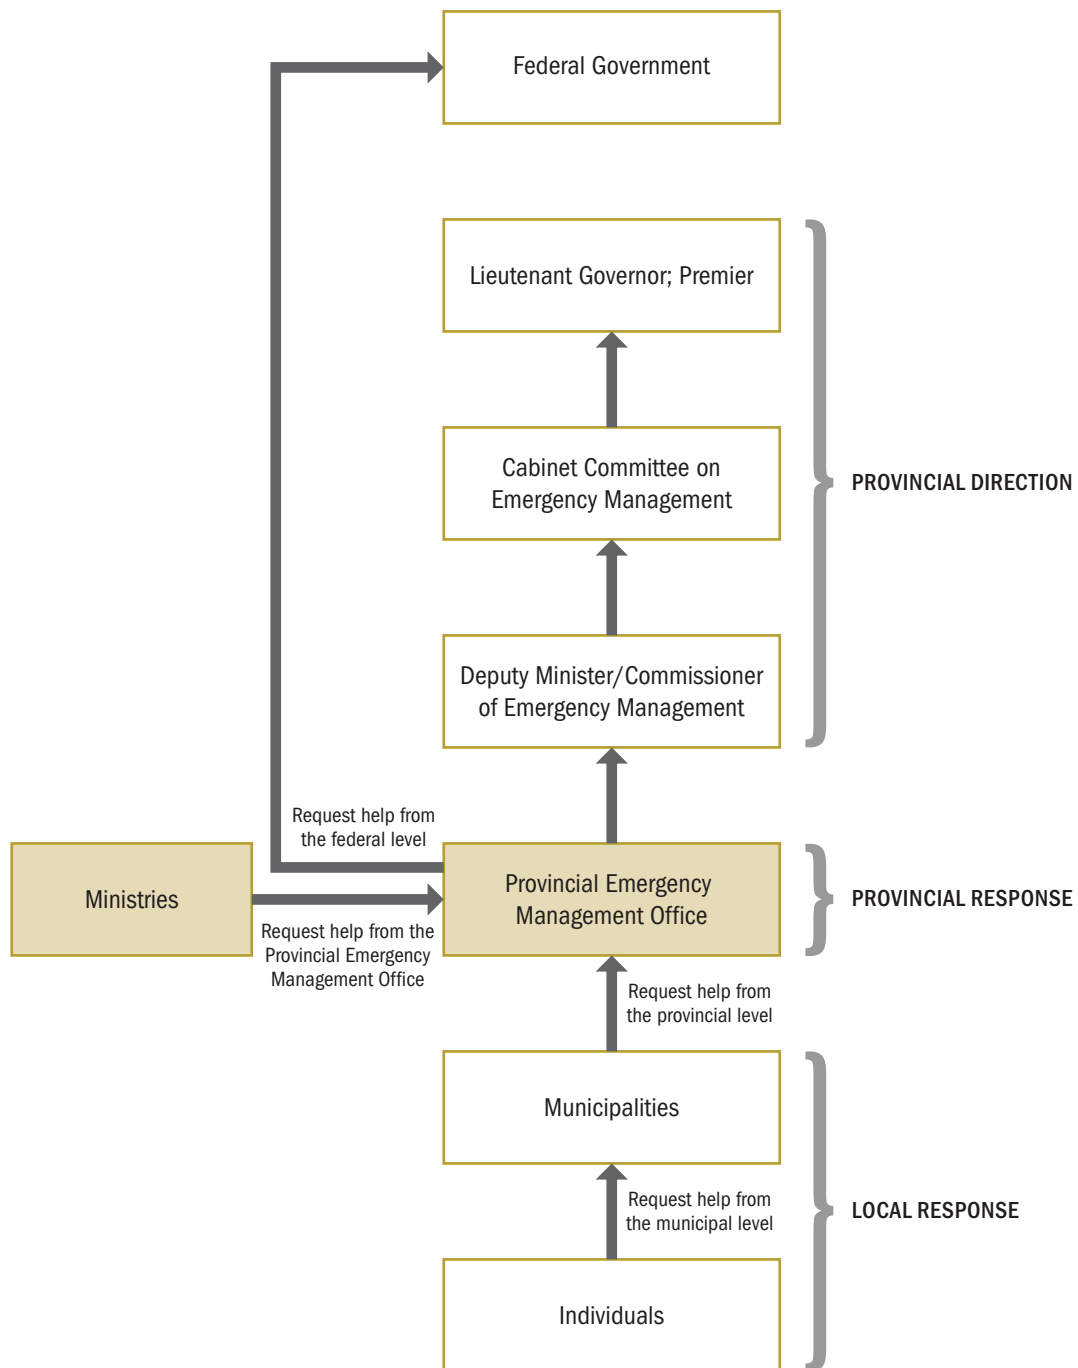 Federal Government
Lieutenant Governor; Premier
Cabinet Committee on
Emergency Management
PROVINCIAL DIRECTION
Deputy Minister/Commissioner
of Emergency Management
Request help from
the federal level
Ministries
Provincial Emergency
Management Office
PROVINCIAL RESPONSE
Request help from the
Provincial Emergency
Management Office
Request help from
the provincial level
Municipalities
Request help from
the municipal level
LOCAL RESPONSE
Individuals